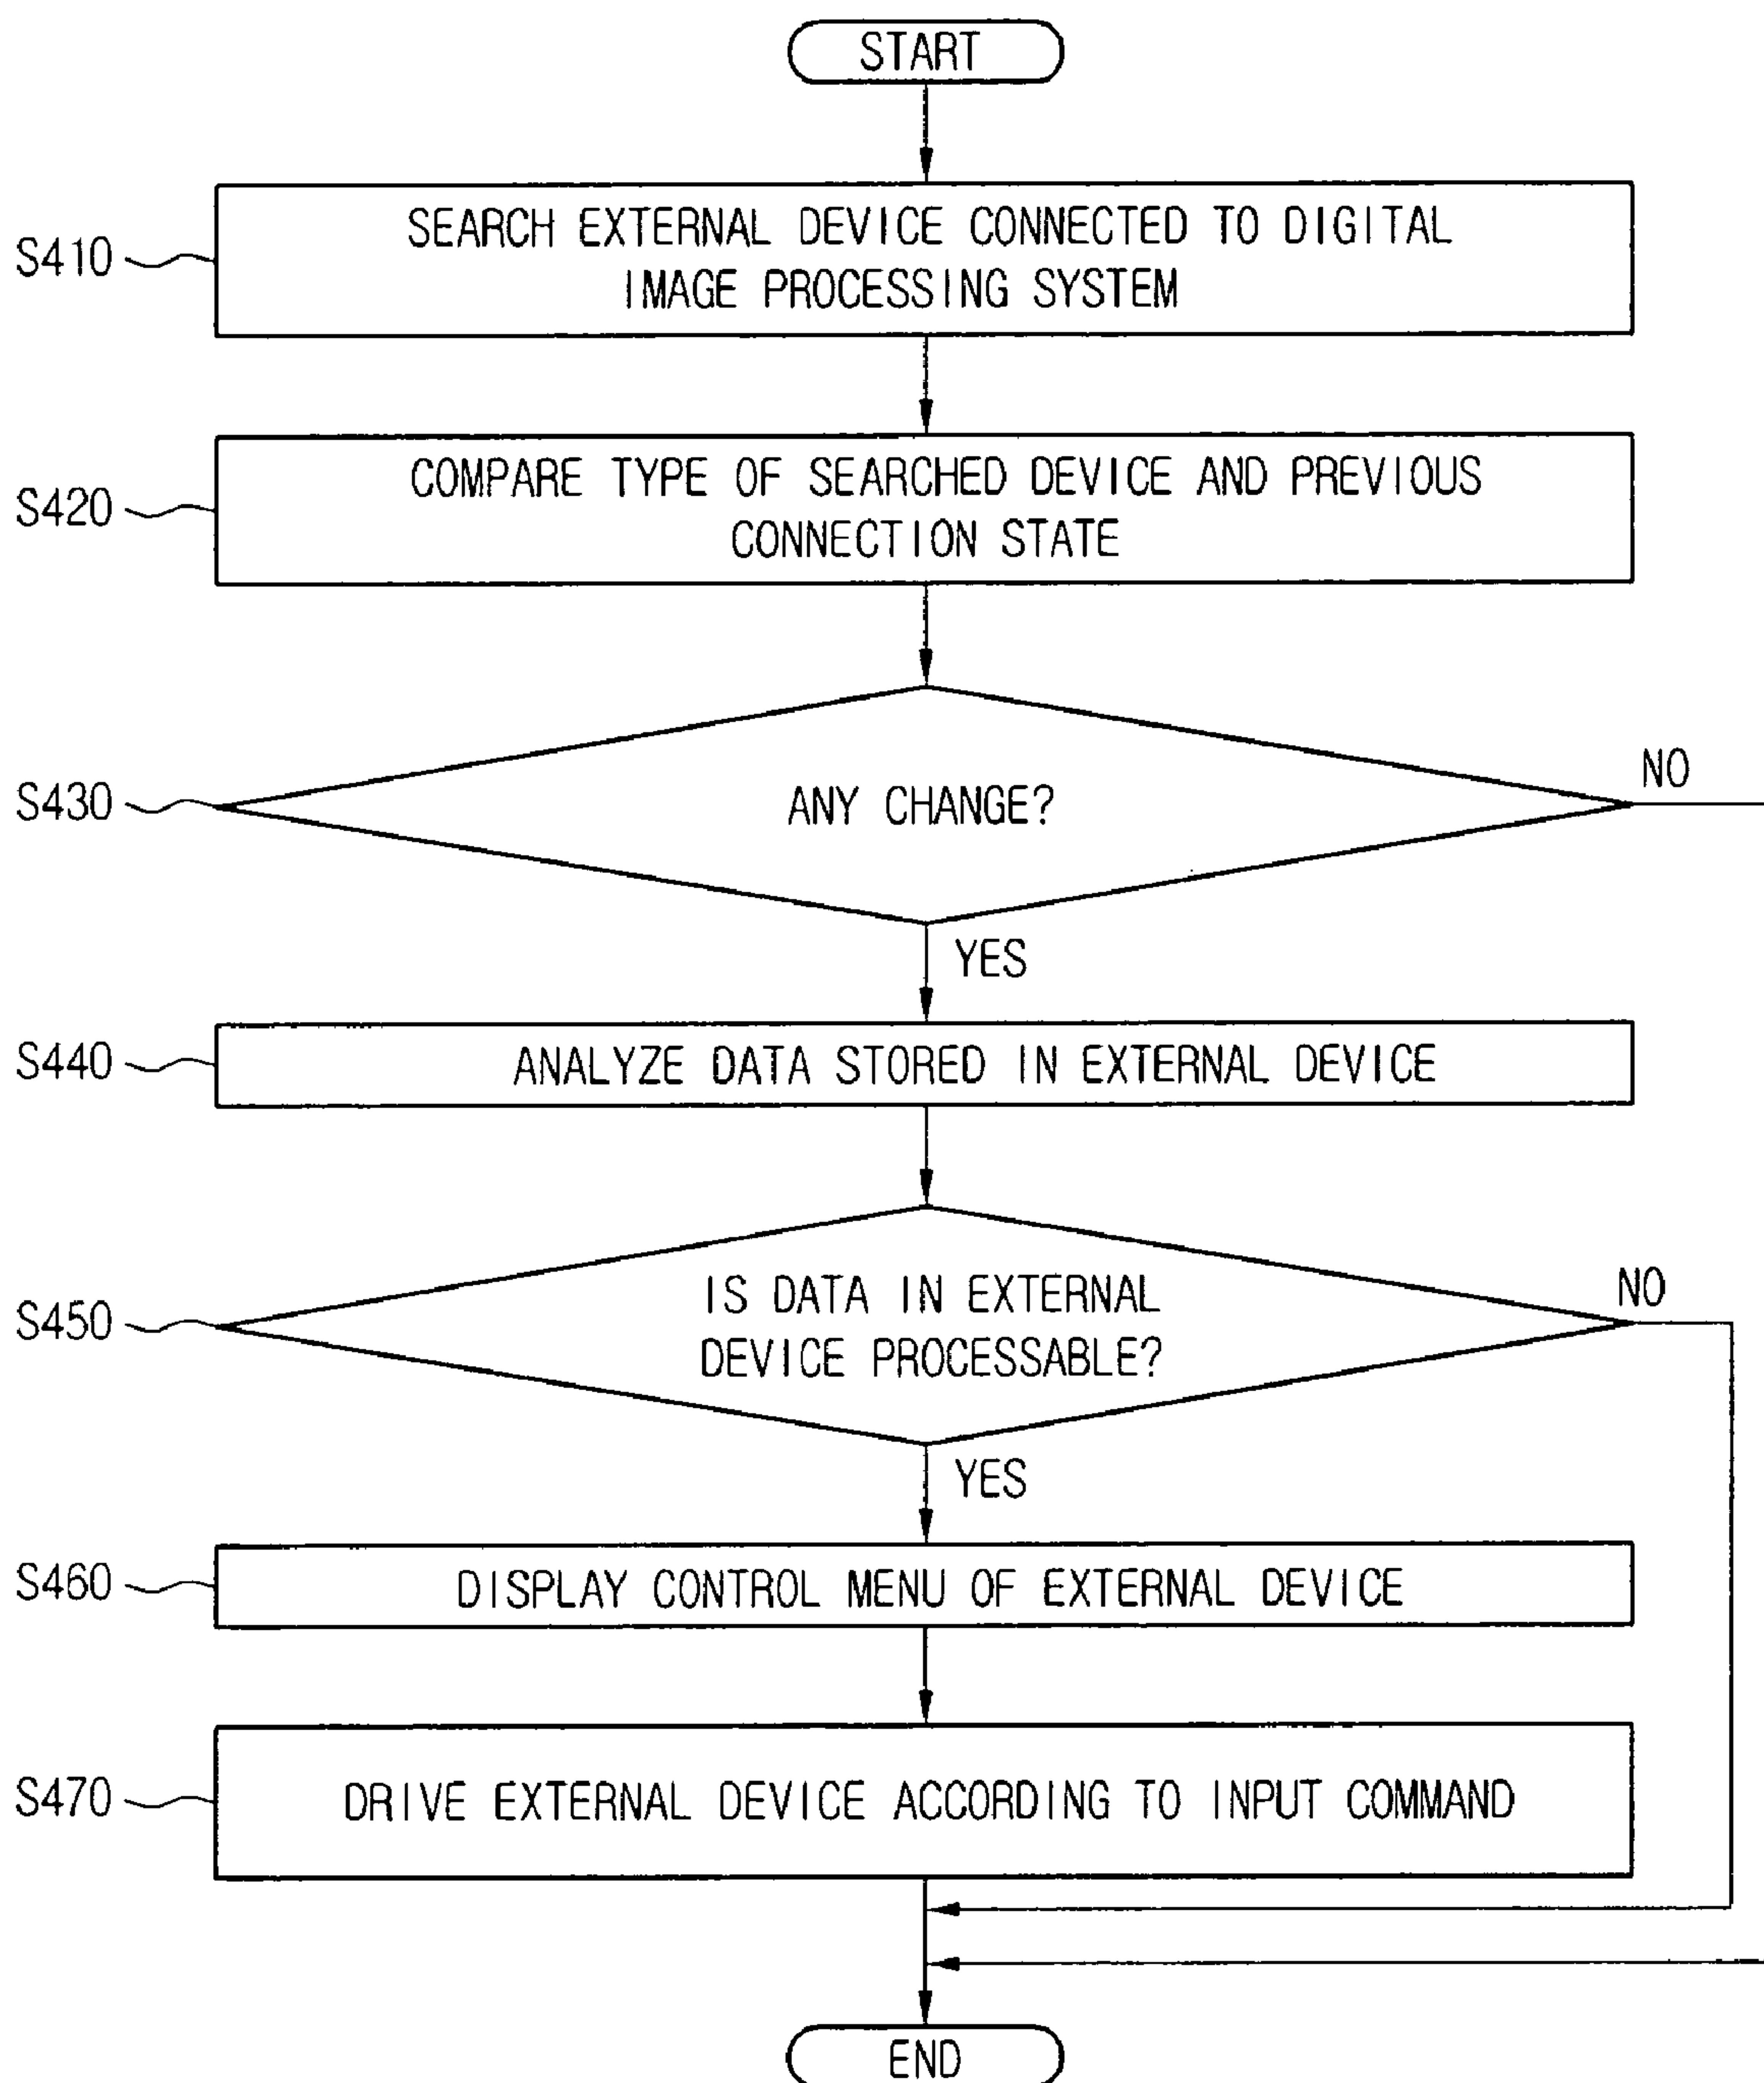 START
S410
SEARCH EXTERNAL DEVICE CONNECTED TO DIGITAL
IMAGE PROCESSING SYSTEM
S420
COMPARE TYPE OF SEARCHED DEVICE AND PREVIOUS
CONNECTION STATE
S430
ANY CHANGE?
NO
YES
S440
ANALYZE DATA STORED IN EXTERNAL DEVICE
S450
IS DATA IN EXTERNAL
DEVICE PROCESSABLE?
NO
YES
S460
DISPLAY CONTROL MENU OF EXTERNAL DEVICE
S470
DRIVE EXTERNAL DEVICE ACCORDING TO INPUT COMMAND
END